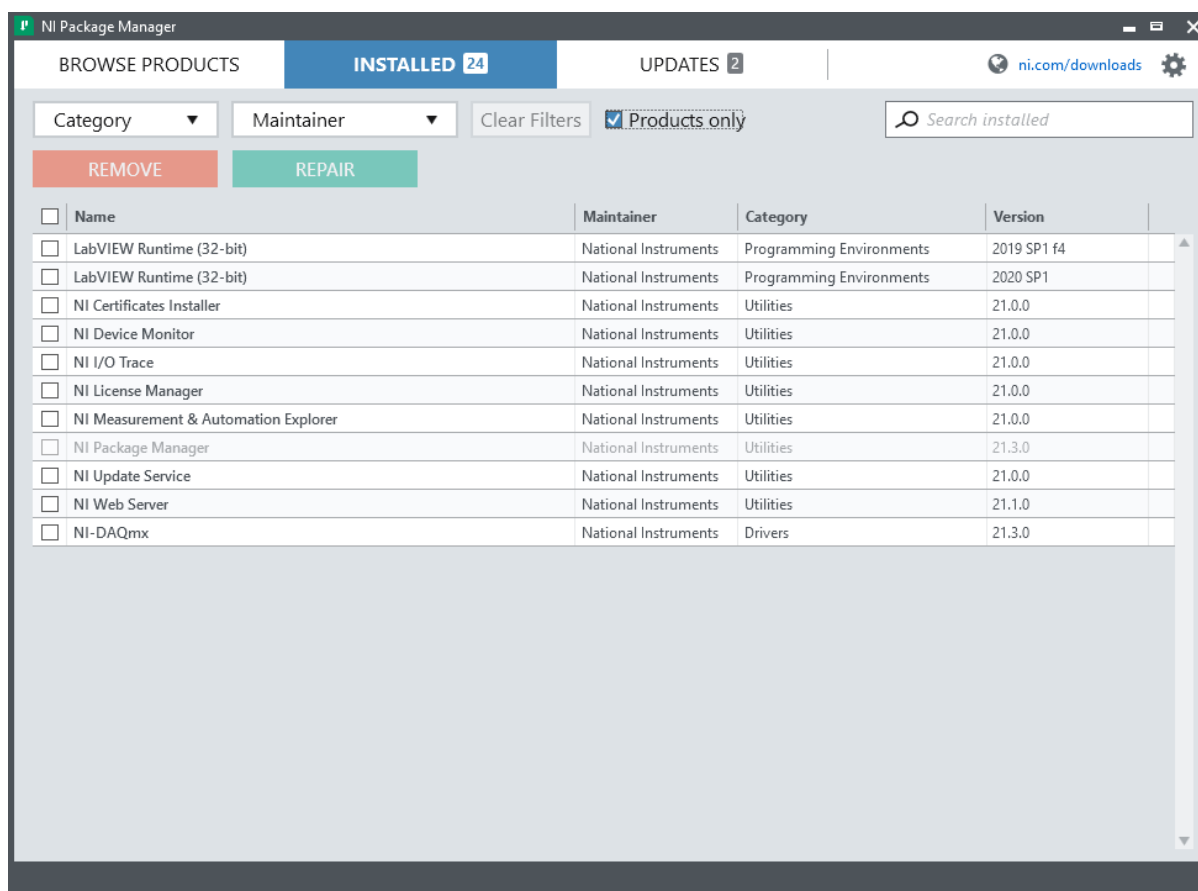 NI Package Manager
BROWSE PRODUCTS INSTALLED 24 UPDATES 2 ni.com/downloads
Category Maintainer Clear Filters Products only Search installed
REMOVE REPAIR
Name Maintainer Category Version
LabVIEW Runtime (32-bit) National Instruments Programming Environments 2019 SP1 f4
LabVIEW Runtime (32-bit) National Instruments Programming Environments 2020 SP1
NI Certificates Installer National Instruments Utilities 21.0.0
NI Device Monitor National Instruments Utilities 21.0.0
NI I/O Trace National Instruments Utilities 21.0.0
NI License Manager National Instruments Utilities 21.0.0
NI Measurement & Automation Explorer National Instruments Utilities 21.0.0
NI Package Manager National Instruments Utilities 21.3.0
NI Update Service National Instruments Utilities 21.0.0
NI Web Server National Instruments Utilities 21.1.0
NI-DAQmx National Instruments Drivers 21.3.0